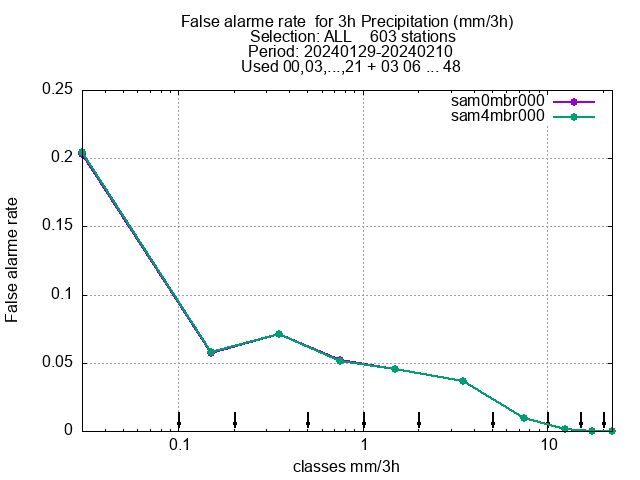 False alarme rate  for 3h Precipitation (mm/3h)
Selection: ALL    603 stations
Period: 20240129-20240210
Used 00,03,...,21 + 03 06 ... 48
sam0mbr000
sam4mbr000
0.25
0.2
0.15
0.1
0.05
0
False alarme rate
0.1
1
10
classes mm/3h